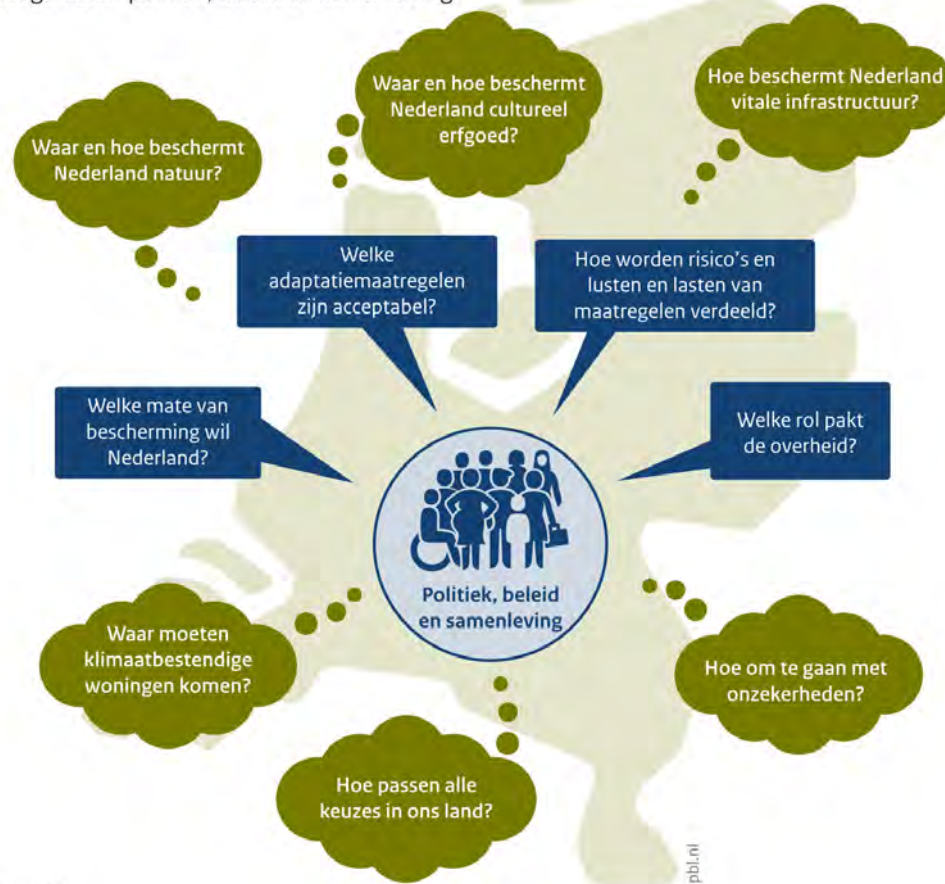 Waar en hoe beschermt
Nederland cultureel
erfgoed?
Hoe beschermt Nederland
vitale infrastructuur?
Waar en hoe beschermt
Nederland natuur?
Welke
adaptatiemaatregelen
zijn acceptabel?
Hoe worden risico's en
lusten en lasten van
maatregelen verdeeld?
Welke mate van
bescherming wil
Nederland?
Welke rol pakt
de overheid?
Politiek, beleid
en samenleving
Waar moeten
klimaatbestendige
woningen komen?
Hoe om te gaan met
onzekerheden?
Hoe passen alle
keuzes in ons land?
pbl.nl